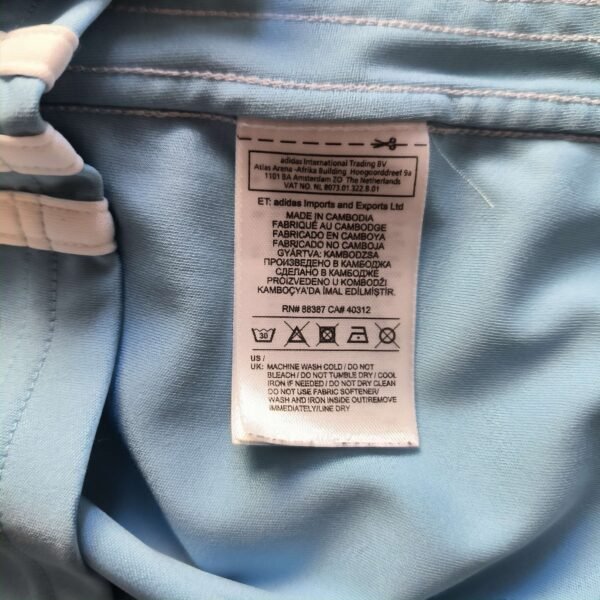 adidas International Trading BV
Atlas Arena -Afrika Building Hoogoorddreef 9a
1101 BA Amsterdam ZO The Netherlands
VAT NO. NL 8073.01.322.B.01
ET: adidas Imports and Exports Ltd
MADE IN CAMBODIA
FABRIQUÉ AU CAMBODGE
FABRICADO EN CAMBOYA
FABRICADO NO CAMBOJA
GYÁRTVA: KAMBODZSA
ПРОИЗВЕДЕНО В КАМБОДЖА
СДЕЛАНО В КАМБОДЖЕ
PROIZVEDENO U KOMBODŽI
KAMBOÇYA'DA İMAL EDİLMİŞTİR.
RN# 88387 CA# 40312
30
US /
UK: MACHINE WASH COLD / DO NOT
BLEACH / DO NOT TUMBLE DRY / COOL
IRON IF NEEDED / DO NOT DRY CLEAN
DO NOT USE FABRIC SOFTENER/
WASH AND IRON INSIDE OUT/REMOVE
IMMEDIATELY/LINE DRY